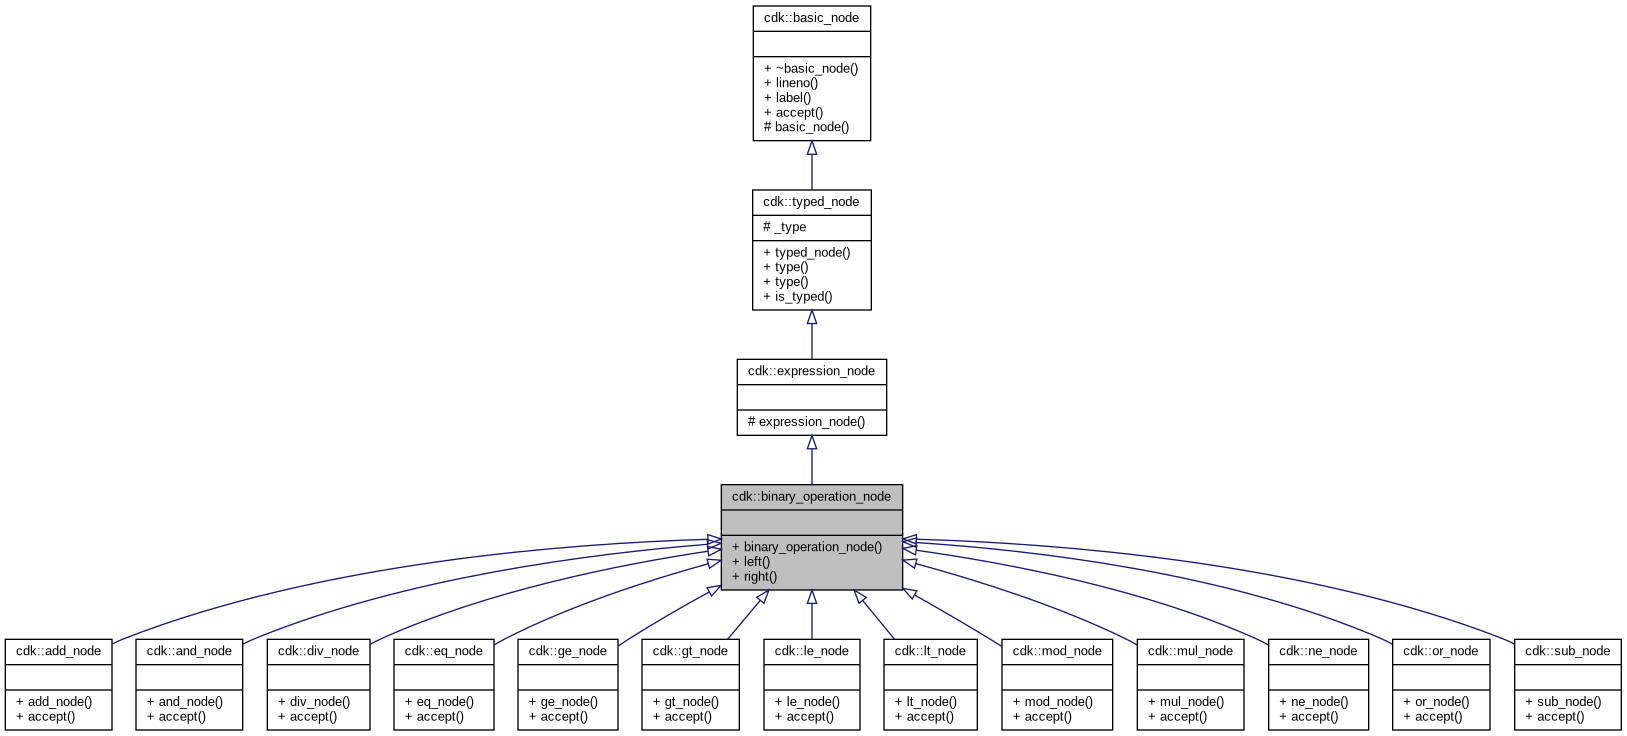 cdk::basic_node
+ ~basic_node()
+ lineno()
+ label()
+ accept()
# basic_node()
cdk::typed_node
# _type
+ typed_node()
+ type()
+ type()
+ is_typed()
cdk::expression_node
# expression_node()
cdk::binary_operation_node
+ binary_operation_node()
+ left()
+ right()
cdk::add_node
+ add_node()
+ accept()
cdk::and_node
+ and_node()
+ accept()
cdk::div_node
+ div_node()
+ accept()
cdk::eq_node
+ eq_node()
+ accept()
cdk::ge_node
+ ge_node()
+ accept()
cdk::gt_node
+ gt_node()
+ accept()
cdk::le_node
+ le_node()
+ accept()
cdk::lt_node
+ lt_node()
+ accept()
cdk::mod_node
+ mod_node()
+ accept()
cdk::mul_node
+ mul_node()
+ accept()
cdk::ne_node
+ ne_node()
+ accept()
cdk::or_node
+ or_node()
+ accept()
cdk::sub_node
+ sub_node()
+ accept()